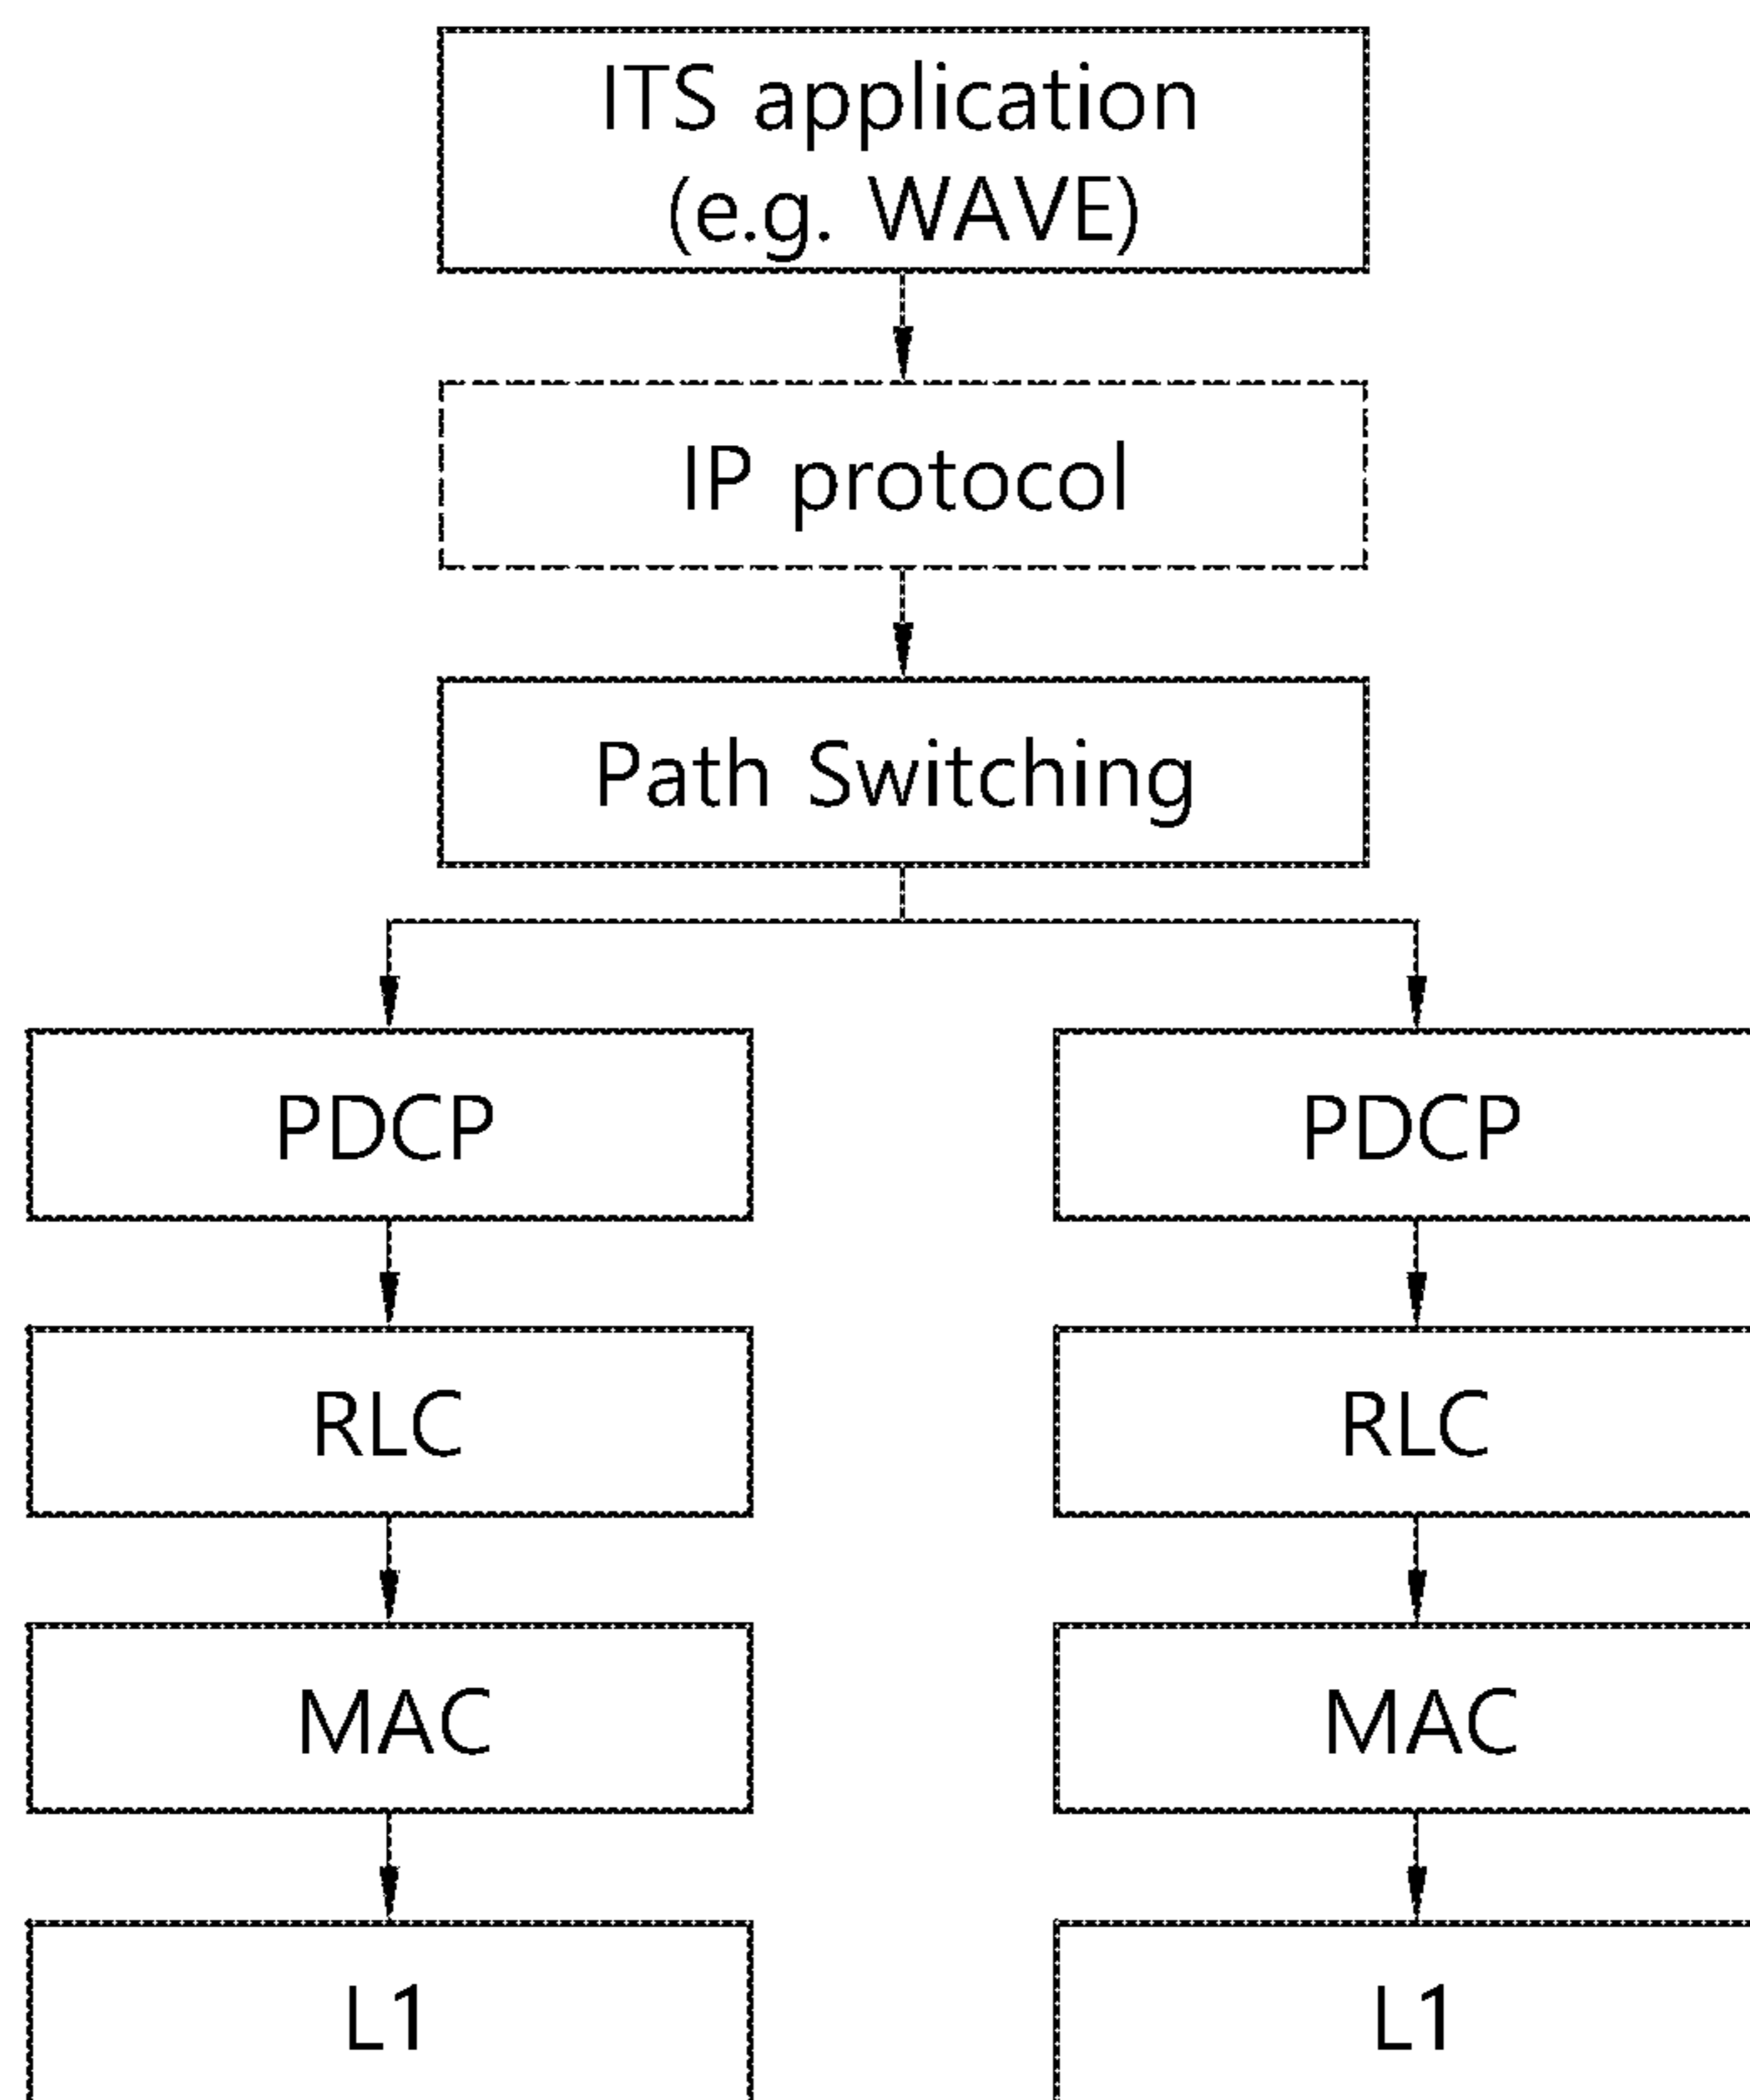 ITS application
(e.g. WAVE)
IP protocol
Path Switching
PDCP
PDCP
RLC
RLC
MAC
MAC
L1
L1